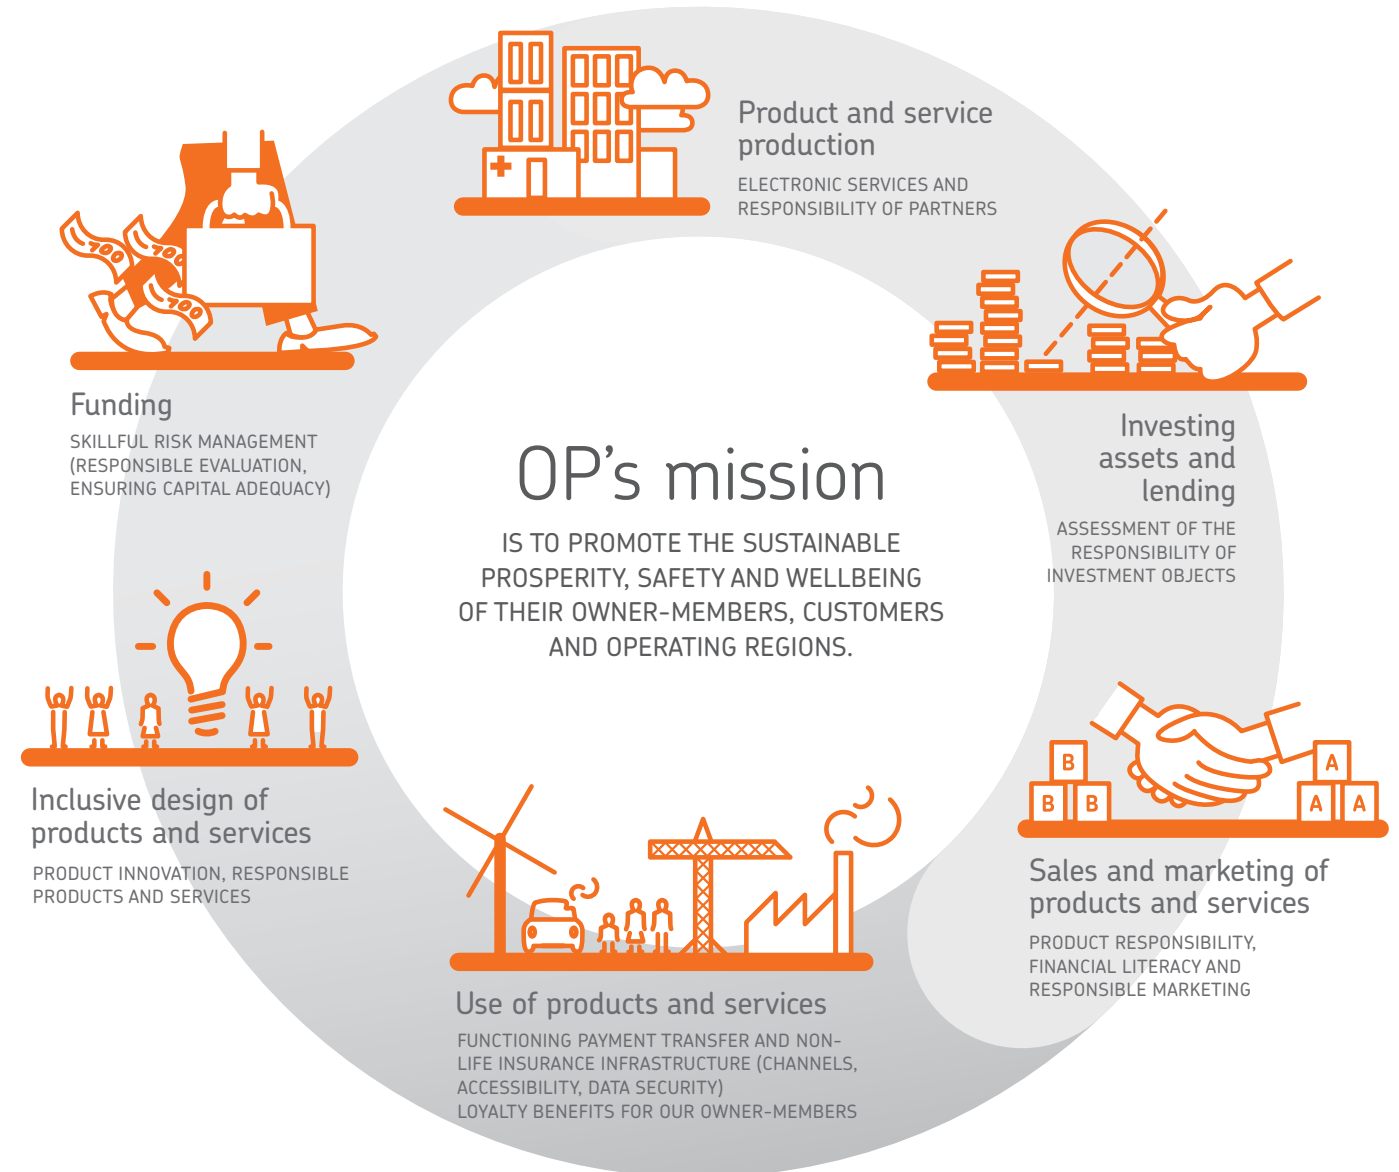 Product and service
production
ELECTRONIC SERVICES AND
RESPONSIBILITY OF PARTNERS
100
100
100
Funding
SKILLFUL RISK MANAGEMENT
(RESPONSIBLE EVALUATION,
ENSURING CAPITAL ADEQUACY)
Investing
assets and
lending
ASSESSMENT OF THE
RESPONSIBILITY OF
INVESTMENT OBJECTS
OP's mission
IS TO PROMOTE THE SUSTAINABLE
PROSPERITY, SAFETY AND WELLBEING
OF THEIR OWNER-MEMBERS, CUSTOMERS
AND OPERATING REGIONS.
Inclusive design of
products and services
PRODUCT INNOVATION, RESPONSIBLE
PRODUCTS AND SERVICES
B
B B
A
A A
Sales and marketing of
products and services
PRODUCT RESPONSIBILITY,
FINANCIAL LITERACY AND
RESPONSIBLE MARKETING
Use of products and services
FUNCTIONING PAYMENT TRANSFER AND NON-
LIFE INSURANCE INFRASTRUCTURE (CHANNELS,
ACCESSIBILITY, DATA SECURITY)
LOYALTY BENEFITS FOR OUR OWNER-MEMBERS